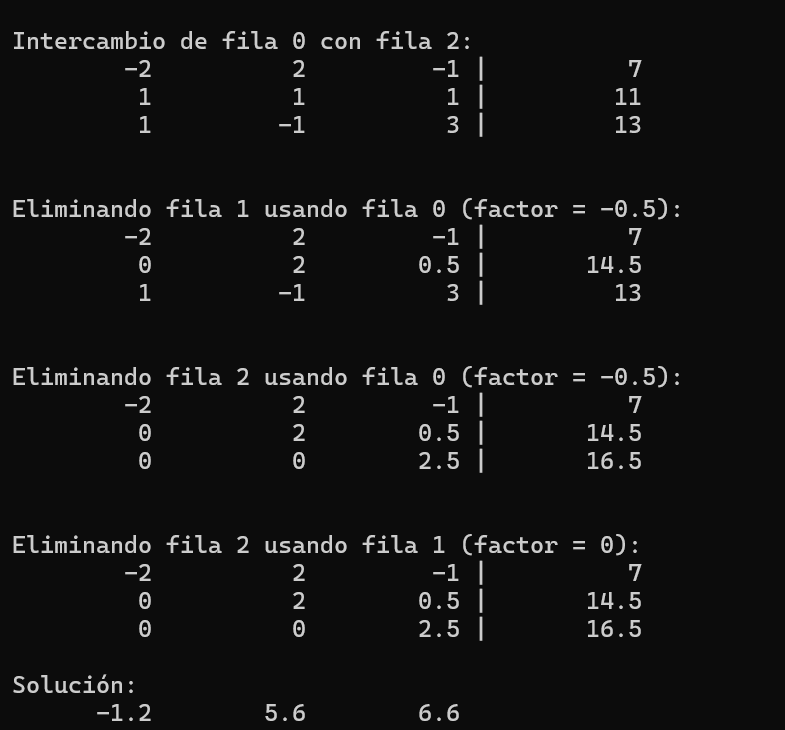 Intercambio de fila 0 con fila 2:
-2 2 -1 | 7
1 1 1 | 11
1 -1 3 | 13
Eliminando fila 1 usando fila 0 (factor = -0.5):
-2 2 -1 | 7
0 2 0.5 | 14.5
1 -1 3 | 13
Eliminando fila 2 usando fila 0 (factor = -0.5):
-2 2 -1 | 7
0 2 0.5 | 14.5
0 0 2.5 | 16.5
Eliminando fila 2 usando fila 1 (factor = 0):
-2 2 -1 | 7
0 2 0.5 | 14.5
0 0 2.5 | 16.5
Solución:
-1.2 5.6 6.6